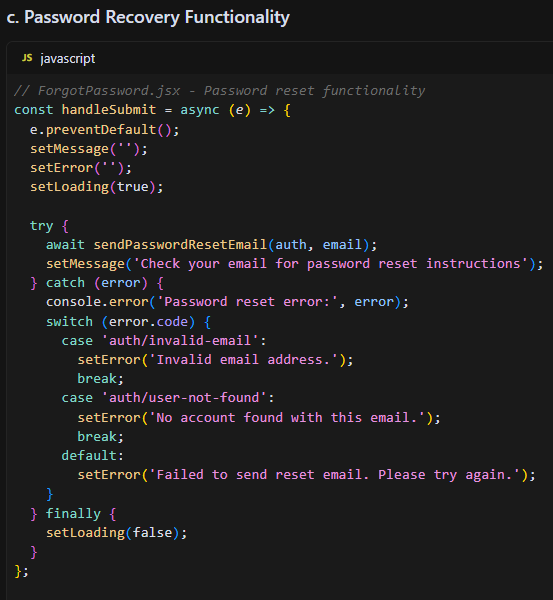 c. Password Recovery Functionality
JS javascript
// ForgotPassword.jsx - Password reset functionality
const handleSubmit = async (e) => {
  e.preventDefault();
  setMessage('');
  setError('');
  setLoading(true);

  try {
    await sendPasswordResetEmail(auth, email);
    setMessage('Check your email for password reset instructions');
  } catch (error) {
    console.error('Password reset error:', error);
    switch (error.code) {
      case 'auth/invalid-email':
        setError('Invalid email address.');
        break;
      case 'auth/user-not-found':
        setError('No account found with this email.');
        break;
      default:
        setError('Failed to send reset email. Please try again.');
    }
  } finally {
    setLoading(false);
  }
};